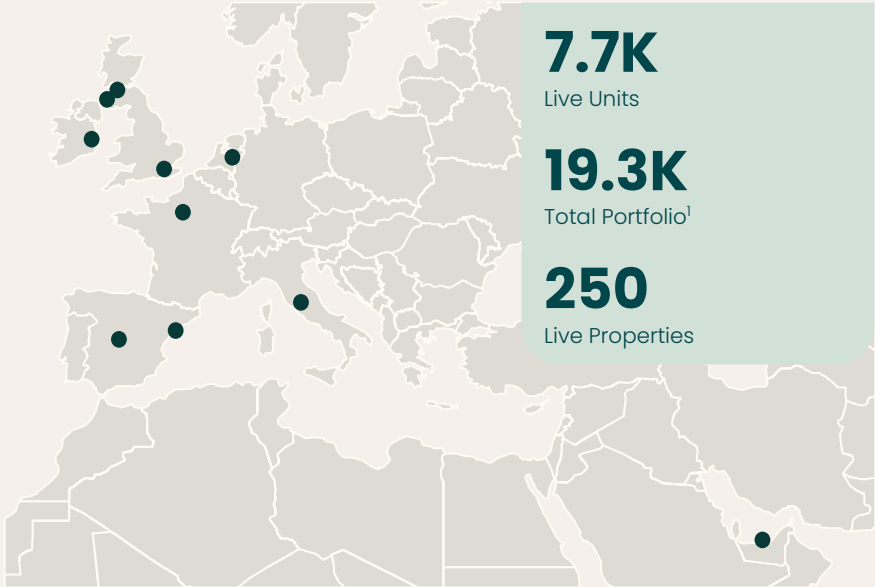 7.7K
Live Units
19.3K
Total Portfolio¹
250
Live Properties